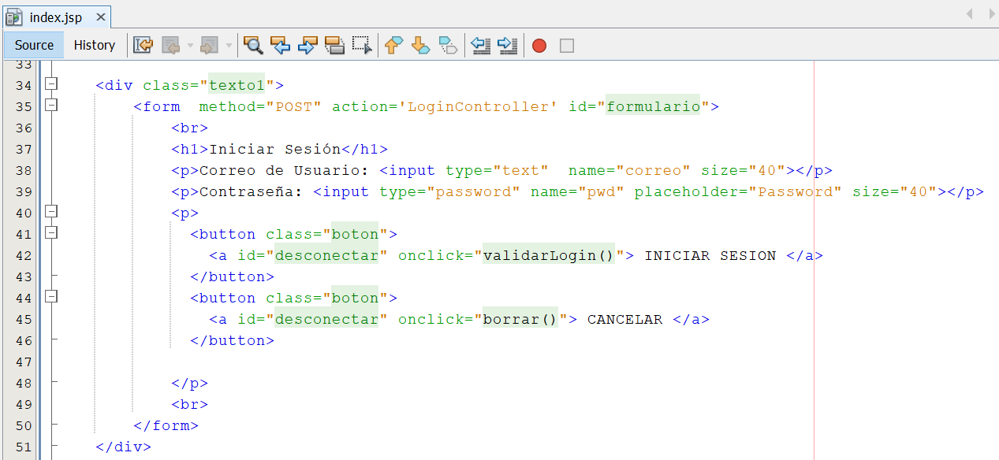 index.jsp
Source History
33
34 <div class="texto1">
35 <form  method="POST" action='LoginController' id="formulario">
36 <br>
37 <h1>Iniciar Sesión</h1>
38 <p>Correo de Usuario: <input type="text"  name="correo" size="40"></p>
39 <p>Contraseña: <input type="password" name="pwd" placeholder="Password" size="40"></p>
40 <p>
41 <button class="boton">
42 <a id="desconectar" onclick="validarLogin()"> INICIAR SESION </a>
43 </button>
44 <button class="boton">
45 <a id="desconectar" onclick="borrar()"> CANCELAR </a>
46 </button>
47
48 </p>
49 <br>
50 </form>
51 </div>